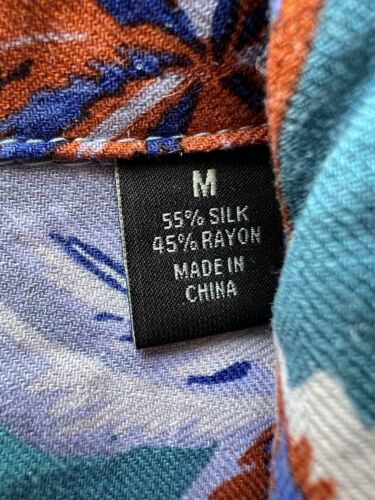 M
55% SILK
45% RAYON
MADE IN
CHINA